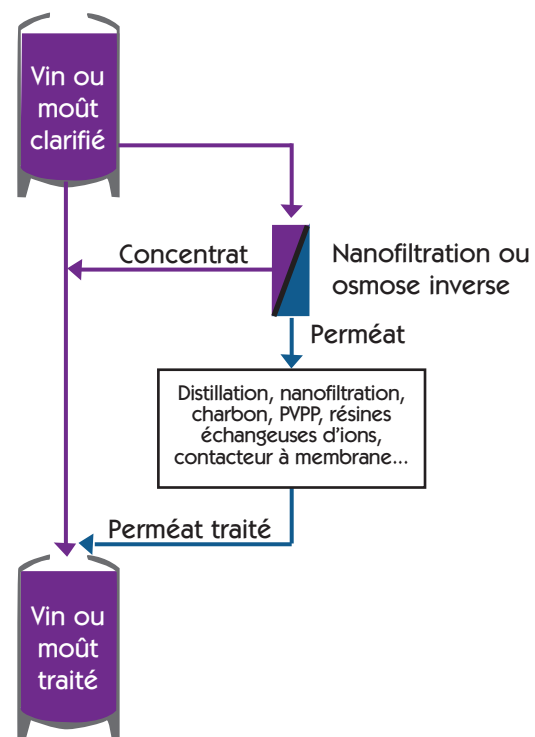 Vin ou
moût
clarifié
Concentrat
Nanofiltration ou
osmose inverse
Perméat
Distillation, nanofiltration,
charbon, PVPP, résines
échangeuses d'ions,
contacteur à membrane...
Perméat traité
Vin ou
moût
traité